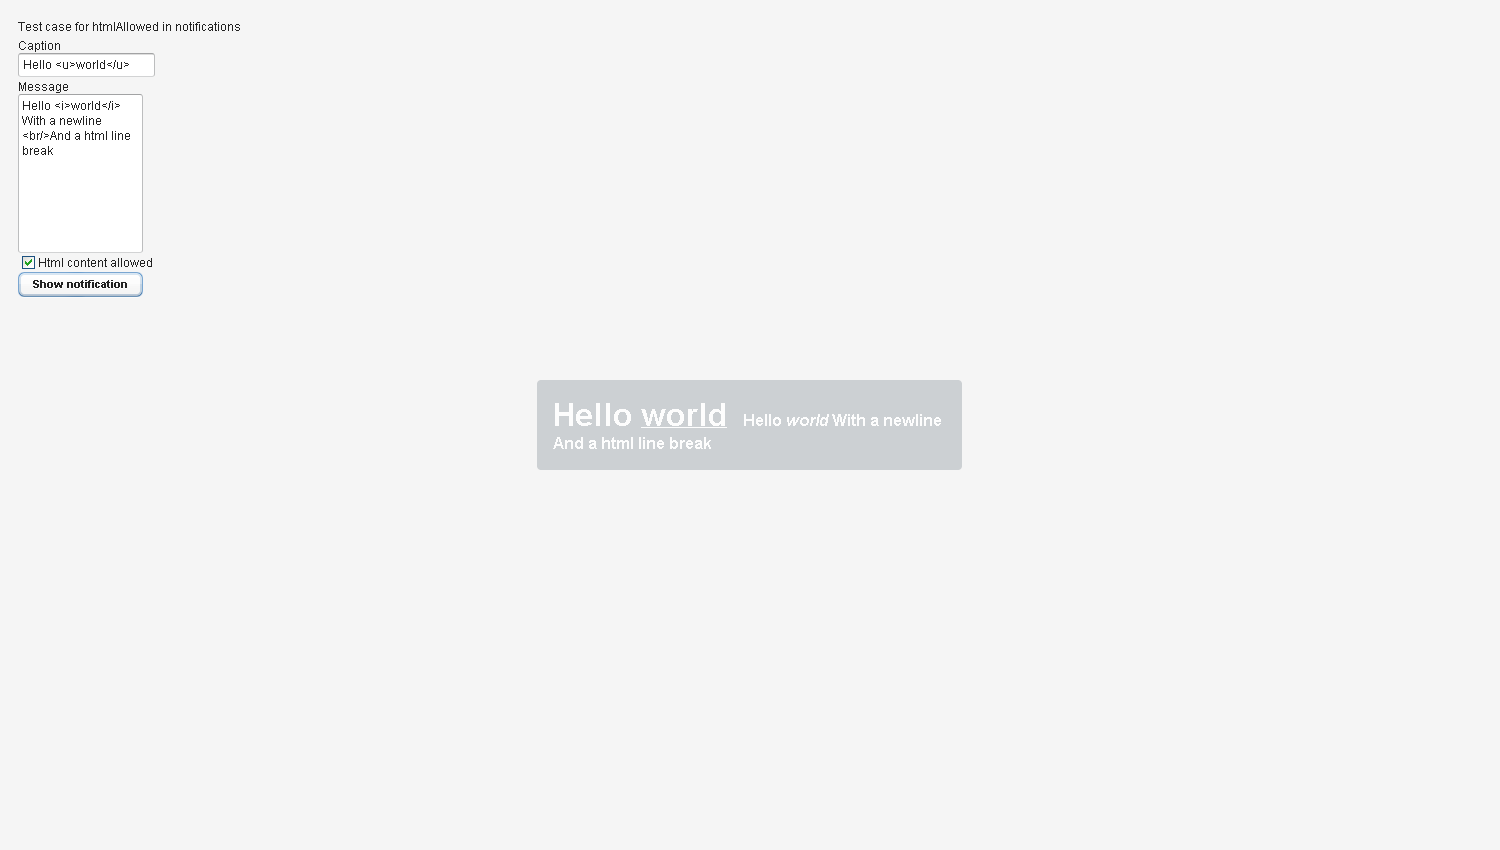 Test case for htmlAllowed in notifications
Caption
Hello <u>world</u>
Message
Hello <i>world</i>
With a newline
<br/>And a html line
break
Html content allowed
Show notification
Hello world Hello world With a newline
And a html line break